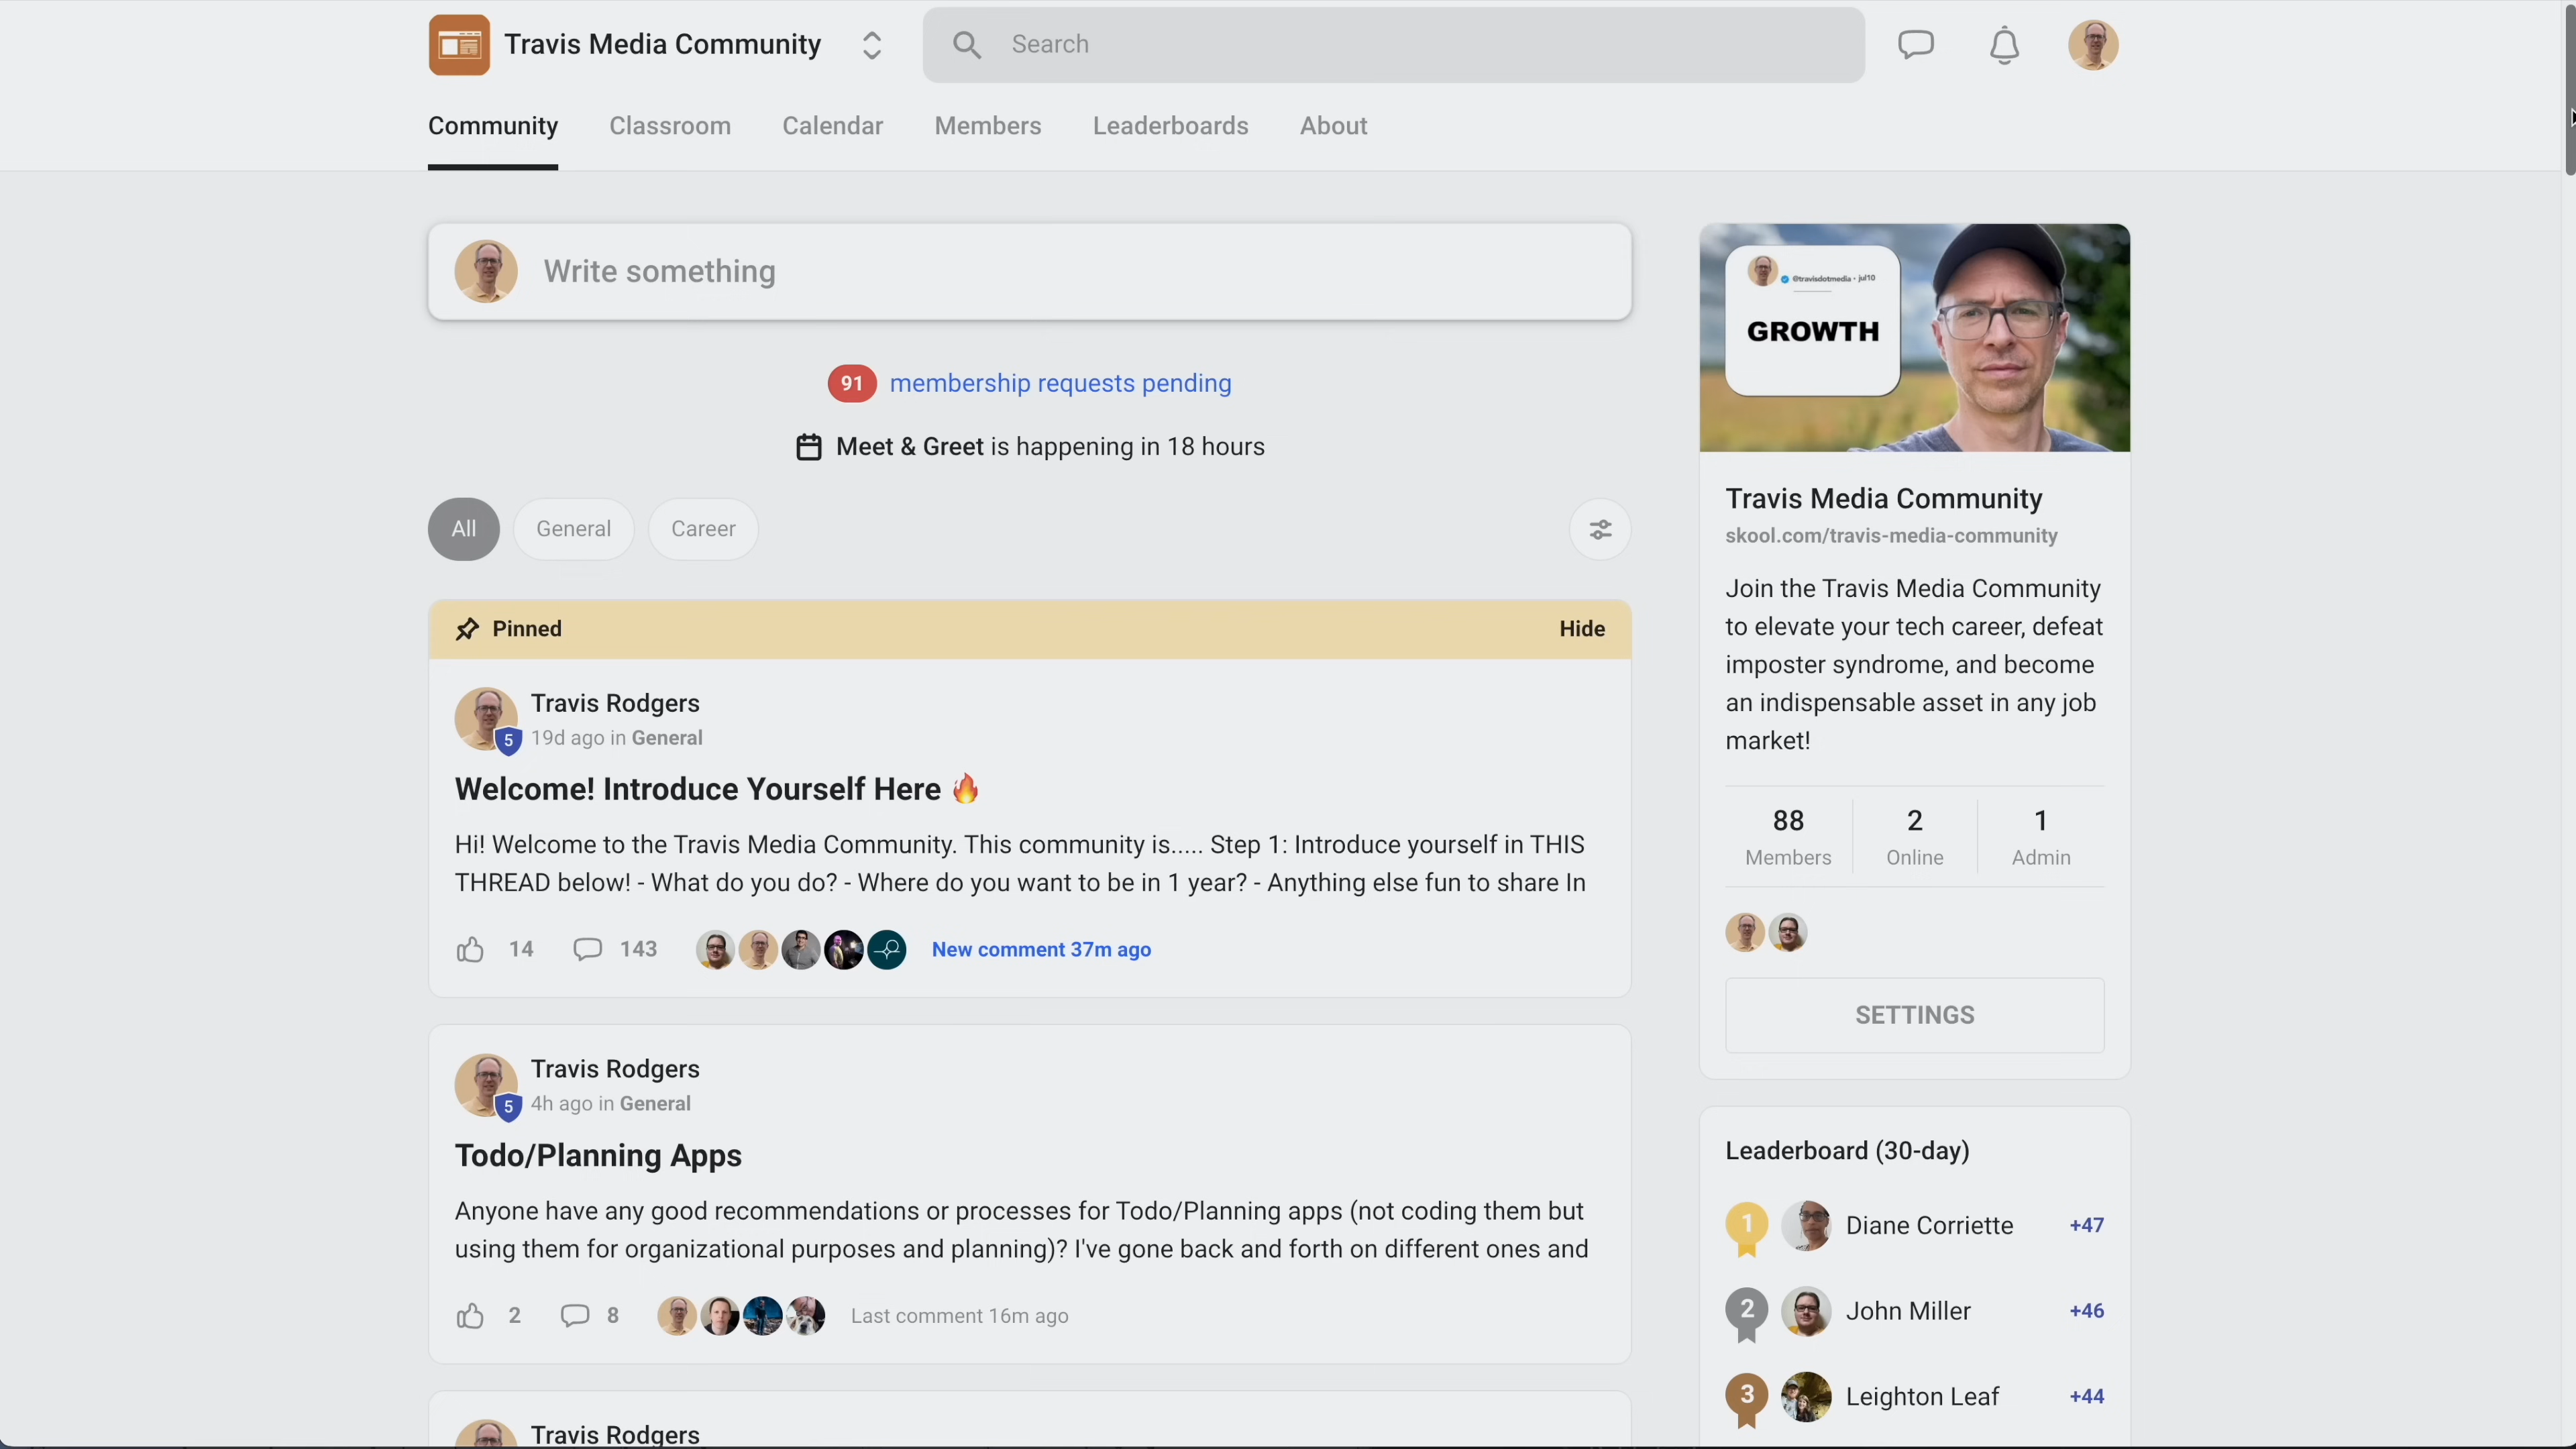 Travis Media Community
Search
Community
Classroom
Calendar
Members
Leaderboards
About
Write something
91 membership requests pending
Meet & Greet is happening in 18 hours
All
General
Career
Pinned
Hide
Travis Rodgers
5
19d ago in General
Welcome! Introduce Yourself Here 🔥
Hi! Welcome to the Travis Media Community. This community is..... Step 1: Introduce yourself in THIS
THREAD below! - What do you do? - Where do you want to be in 1 year? - Anything else fun to share In
14
143
New comment 37m ago
Travis Rodgers
5
4h ago in General
Todo/Planning Apps
Anyone have any good recommendations or processes for Todo/Planning apps (not coding them but
using them for organizational purposes and planning)? I've gone back and forth on different ones and
2
8
Last comment 16m ago
Travis Rodgers
@travisdotmedia • jul10
GROWTH
Travis Media Community
skool.com/travis-media-community
Join the Travis Media Community
to elevate your tech career, defeat
imposter syndrome, and become
an indispensable asset in any job
market!
88
Members
2
Online
1
Admin
SETTINGS
Leaderboard (30-day)
1
Diane Corriette
+47
2
John Miller
+46
3
Leighton Leaf
+44